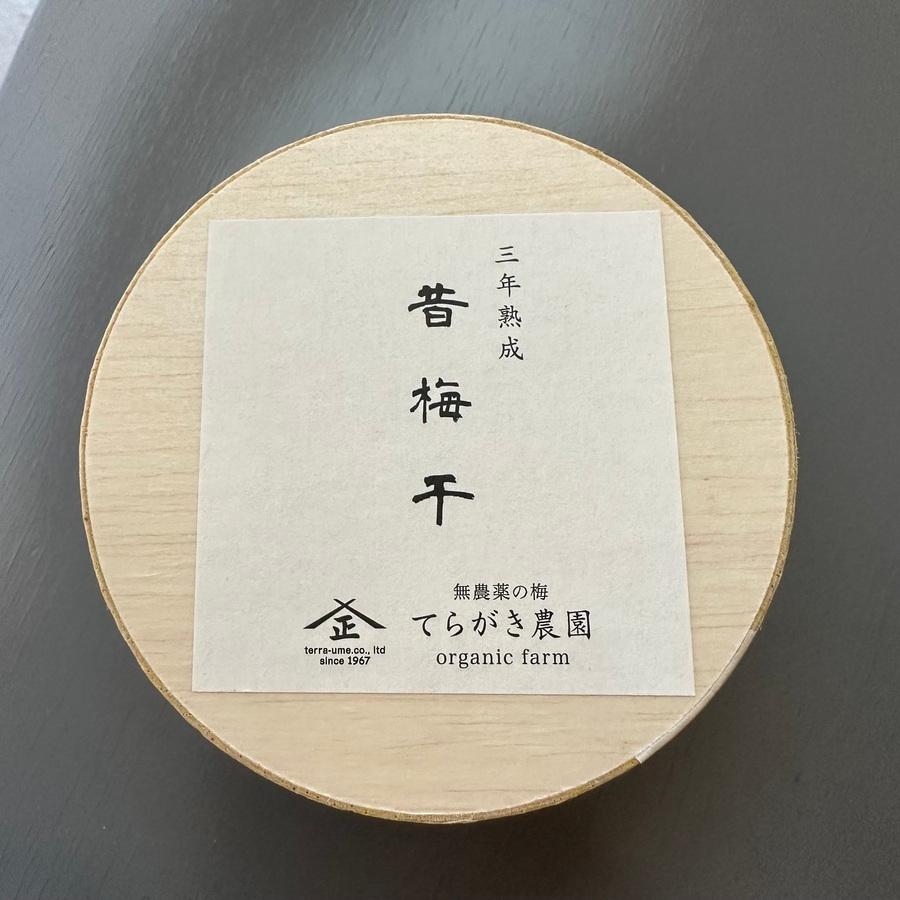 三年熟成
昔梅干
無農薬の梅
てらがき農園
organic farm
正
terra-ume.co., ltd
since 1967